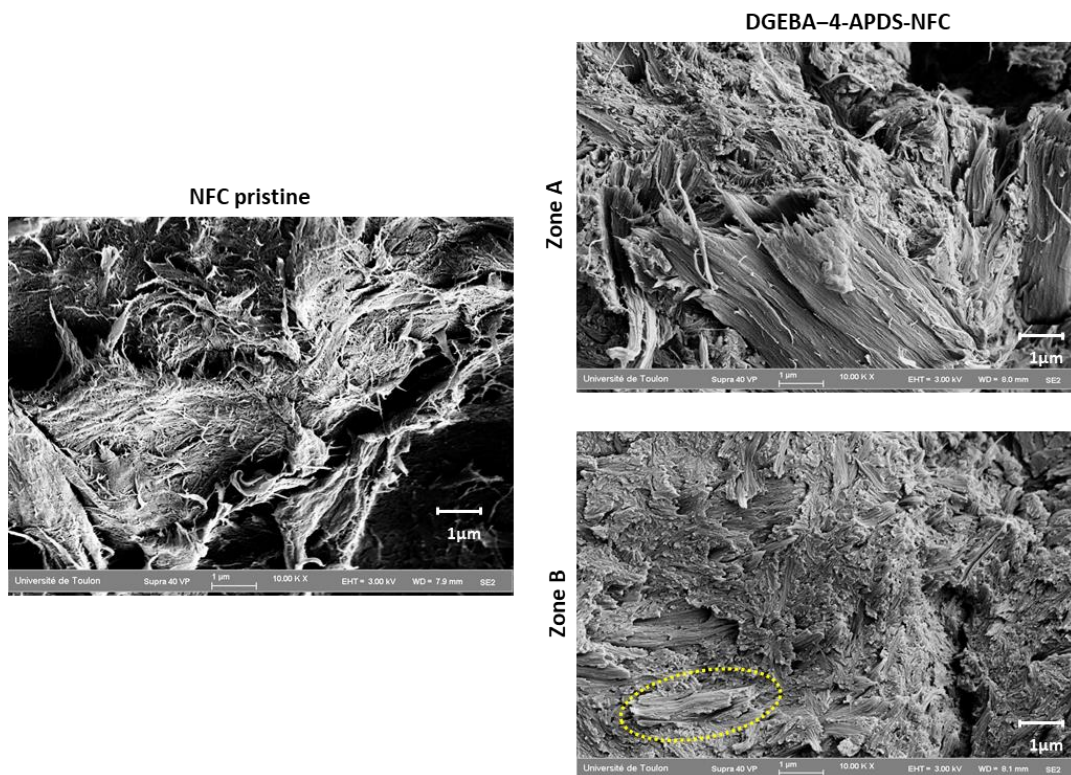 NFC pristine
1µm
Université de Toulon Supra 40 VP 1 µm 10.00 K X EHT = 3.00 kV WD = 7.9 mm SE2
DGEBA–4-APDS-NFC
Zone A
1µm
Université de Toulon Supra 40 VP 1 µm 10.00 K X EHT = 3.00 kV WD = 8.0 mm SE2
Zone B
1µm
Université de Toulon Supra 40 VP 1 µm 10.00 K X EHT = 3.00 kV WD = 8.1 mm SE2